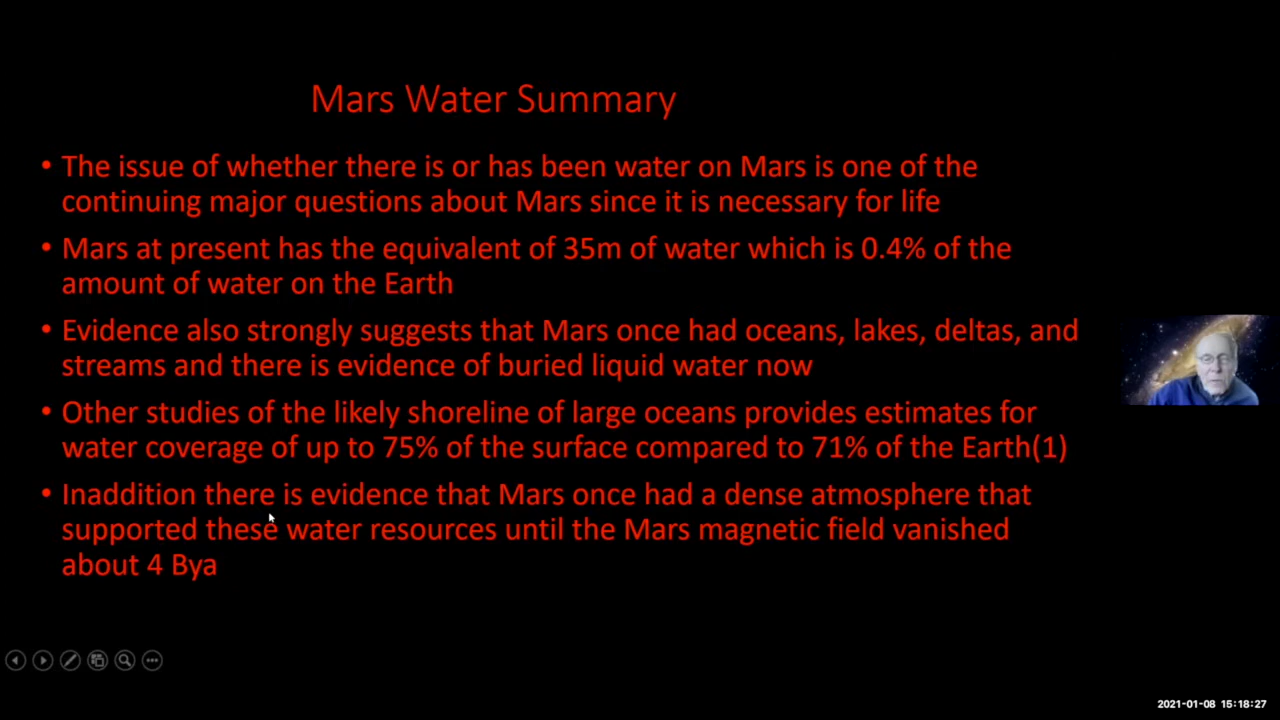 Mars Water Summary
• The issue of whether there is or has been water on Mars is one of the
continuing major questions about Mars since it is necessary for life
• Mars at present has the equivalent of 35m of water which is 0.4% of the
amount of water on the Earth
• Evidence also strongly suggests that Mars once had oceans, lakes, deltas, and
streams and there is evidence of buried liquid water now
• Other studies of the likely shoreline of large oceans provides estimates for
water coverage of up to 75% of the surface compared to 71% of the Earth(1)
• Inaddition there is evidence that Mars once had a dense atmosphere that
supported these water resources until the Mars magnetic field vanished
about 4 Bya
2021-01-08 15:18:27